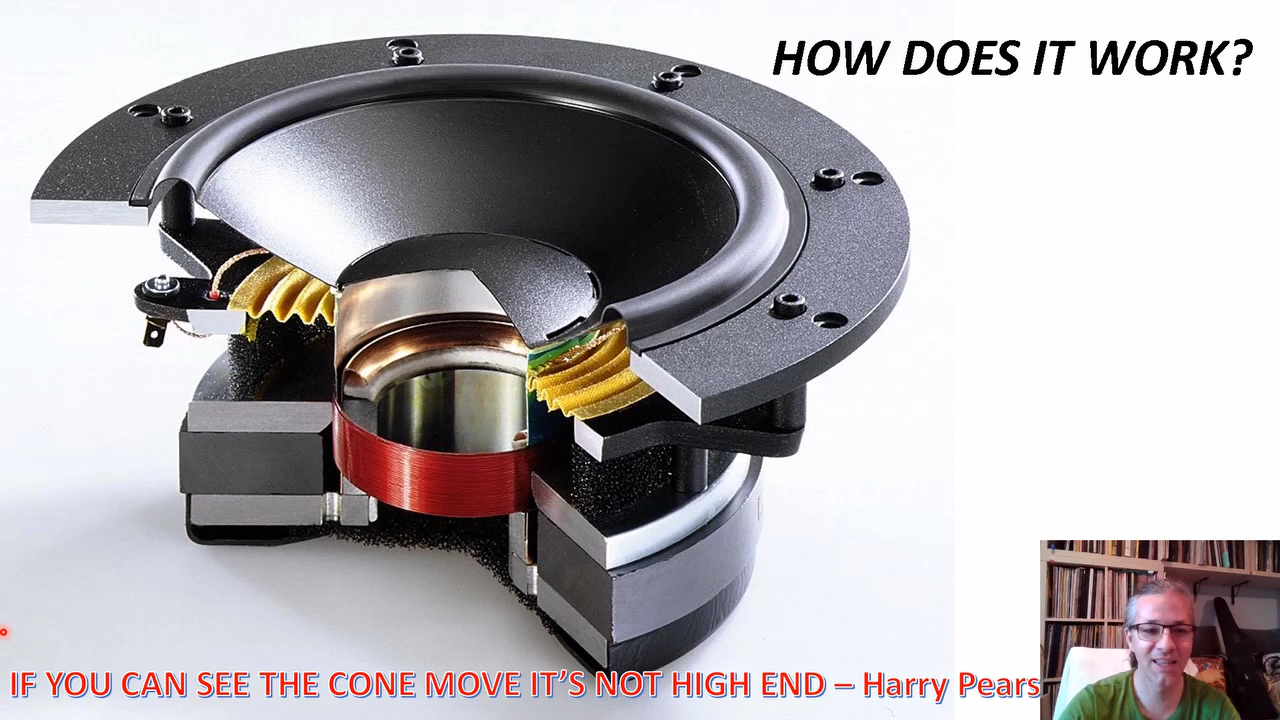 HOW DOES IT WORK?
IF YOU CAN SEE THE CONE MOVE IT'S NOT HIGH END – Harry Pears